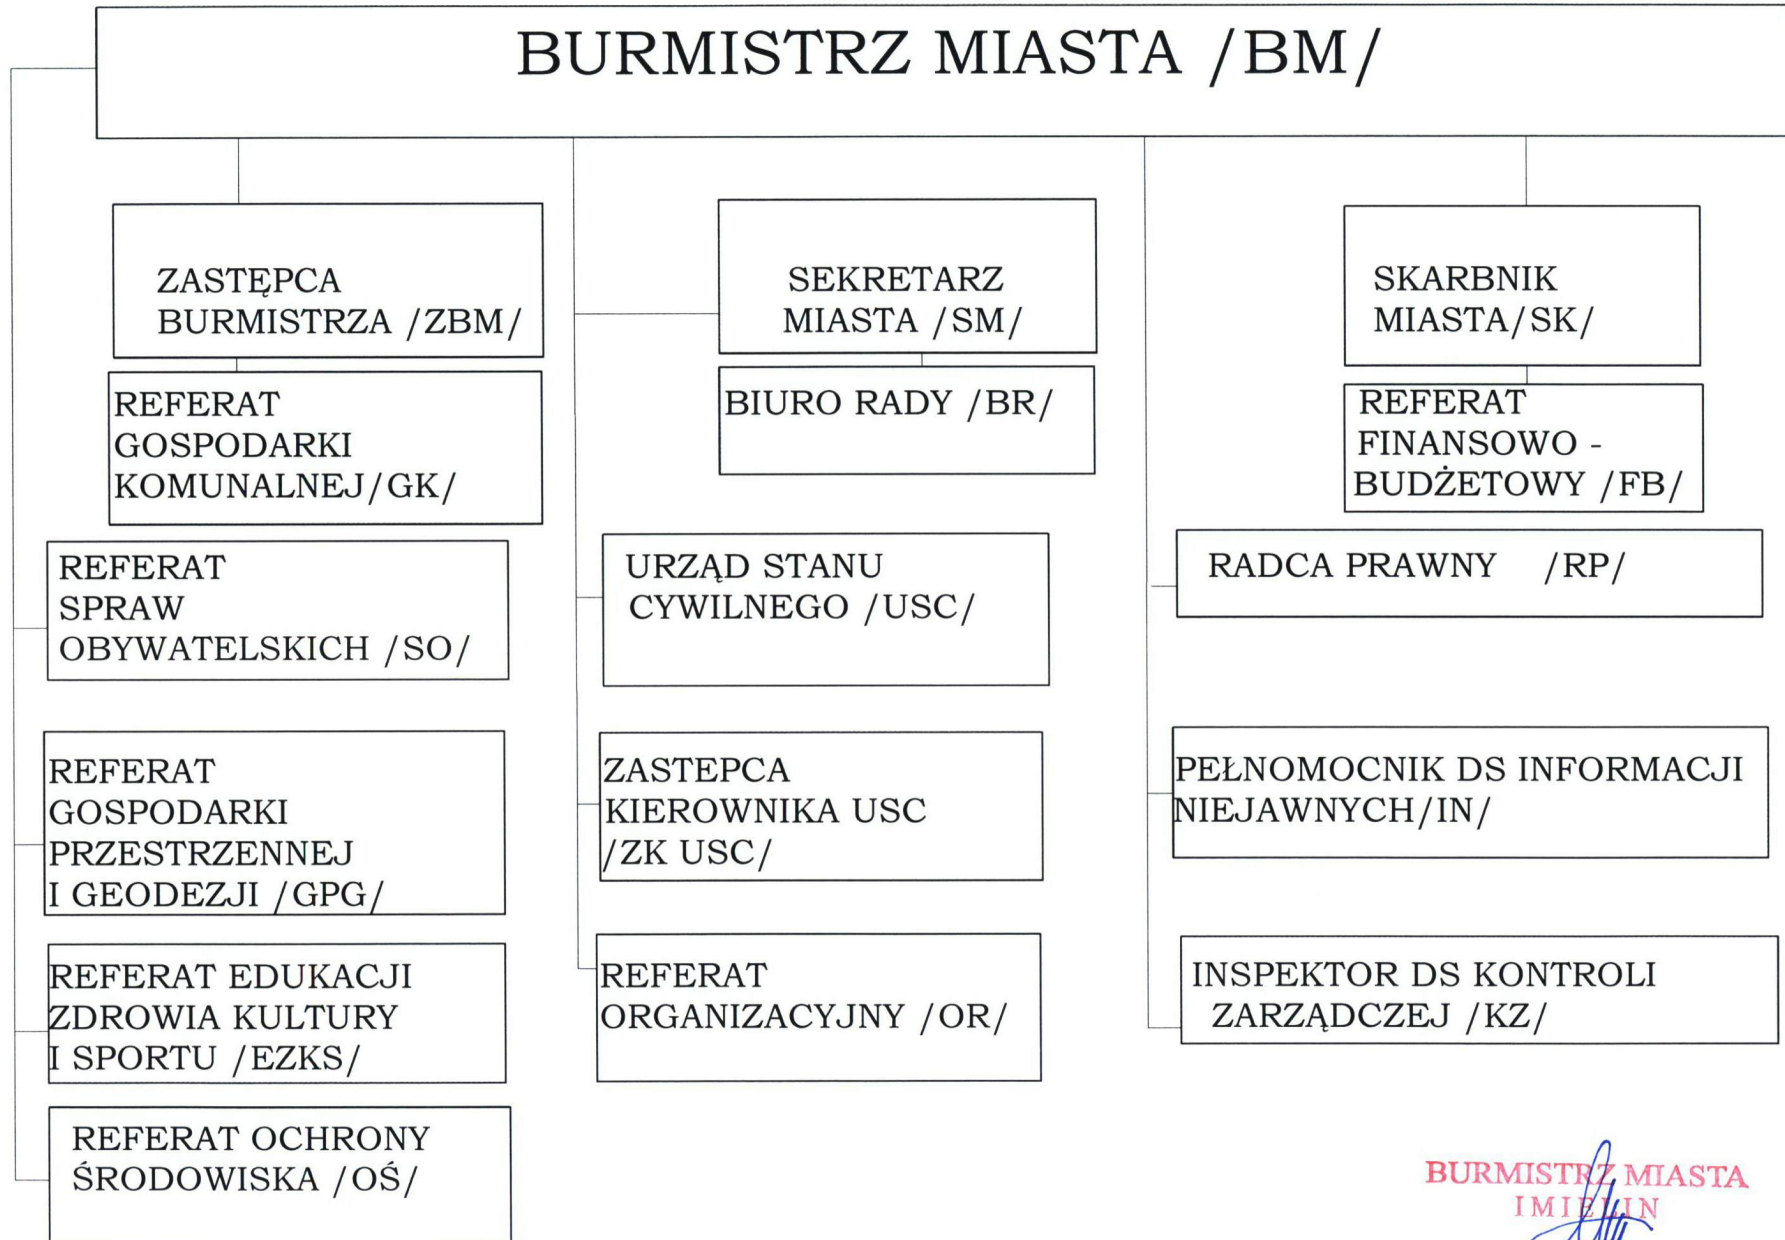 BURMISTRZ MIASTA /BM/
ZASTĘPCA
BURMISTRZA /ZBM/
REFERAT
GOSPODARKI
KOMUNALNEJ/GK/
REFERAT
SPRAW
OBYWATELSKICH /SO/
REFERAT
GOSPODARKI
PRZESTRZENNEJ
I GEODEZJI /GPG/
REFERAT EDUKACJI
ZDROWIA KULTURY
I SPORTU /EZKS/
REFERAT OCHRONY
ŚRODOWISKA /OŚ/
SEKRETARZ
MIASTA /SM/
BIURO RADY /BR/
URZĄD STANU
CYWILNEGO /USC/
ZASTEPCA
KIEROWNIKA USC
/ZK USC/
REFERAT
ORGANIZACYJNY /OR/
SKARBNIK
MIASTA/SK/
REFERAT
FINANSOWO -
BUDŻETOWY /FB/
RADCA PRAWNY /RP/
PEŁNOMOCNIK DS INFORMACJI
NIEJAWNYCH/IN/
INSPEKTOR DS KONTROLI
ZARZĄDCZEJ /KZ/
BURMISTRZ MIASTA
IMIELIN